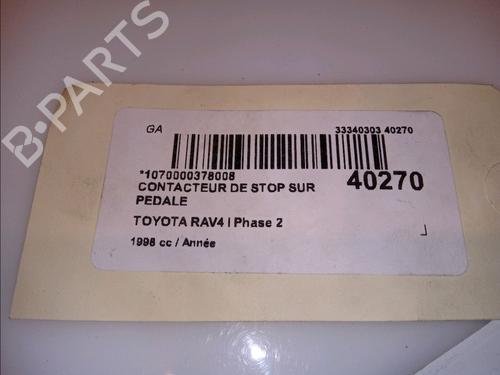 B-PARTS
GA
33340303 40270
*1070000378008
40270
CONTACTEUR DE STOP SUR
PEDALE
TOYOTA RAV4 I Phase 2
1998 cc / Année